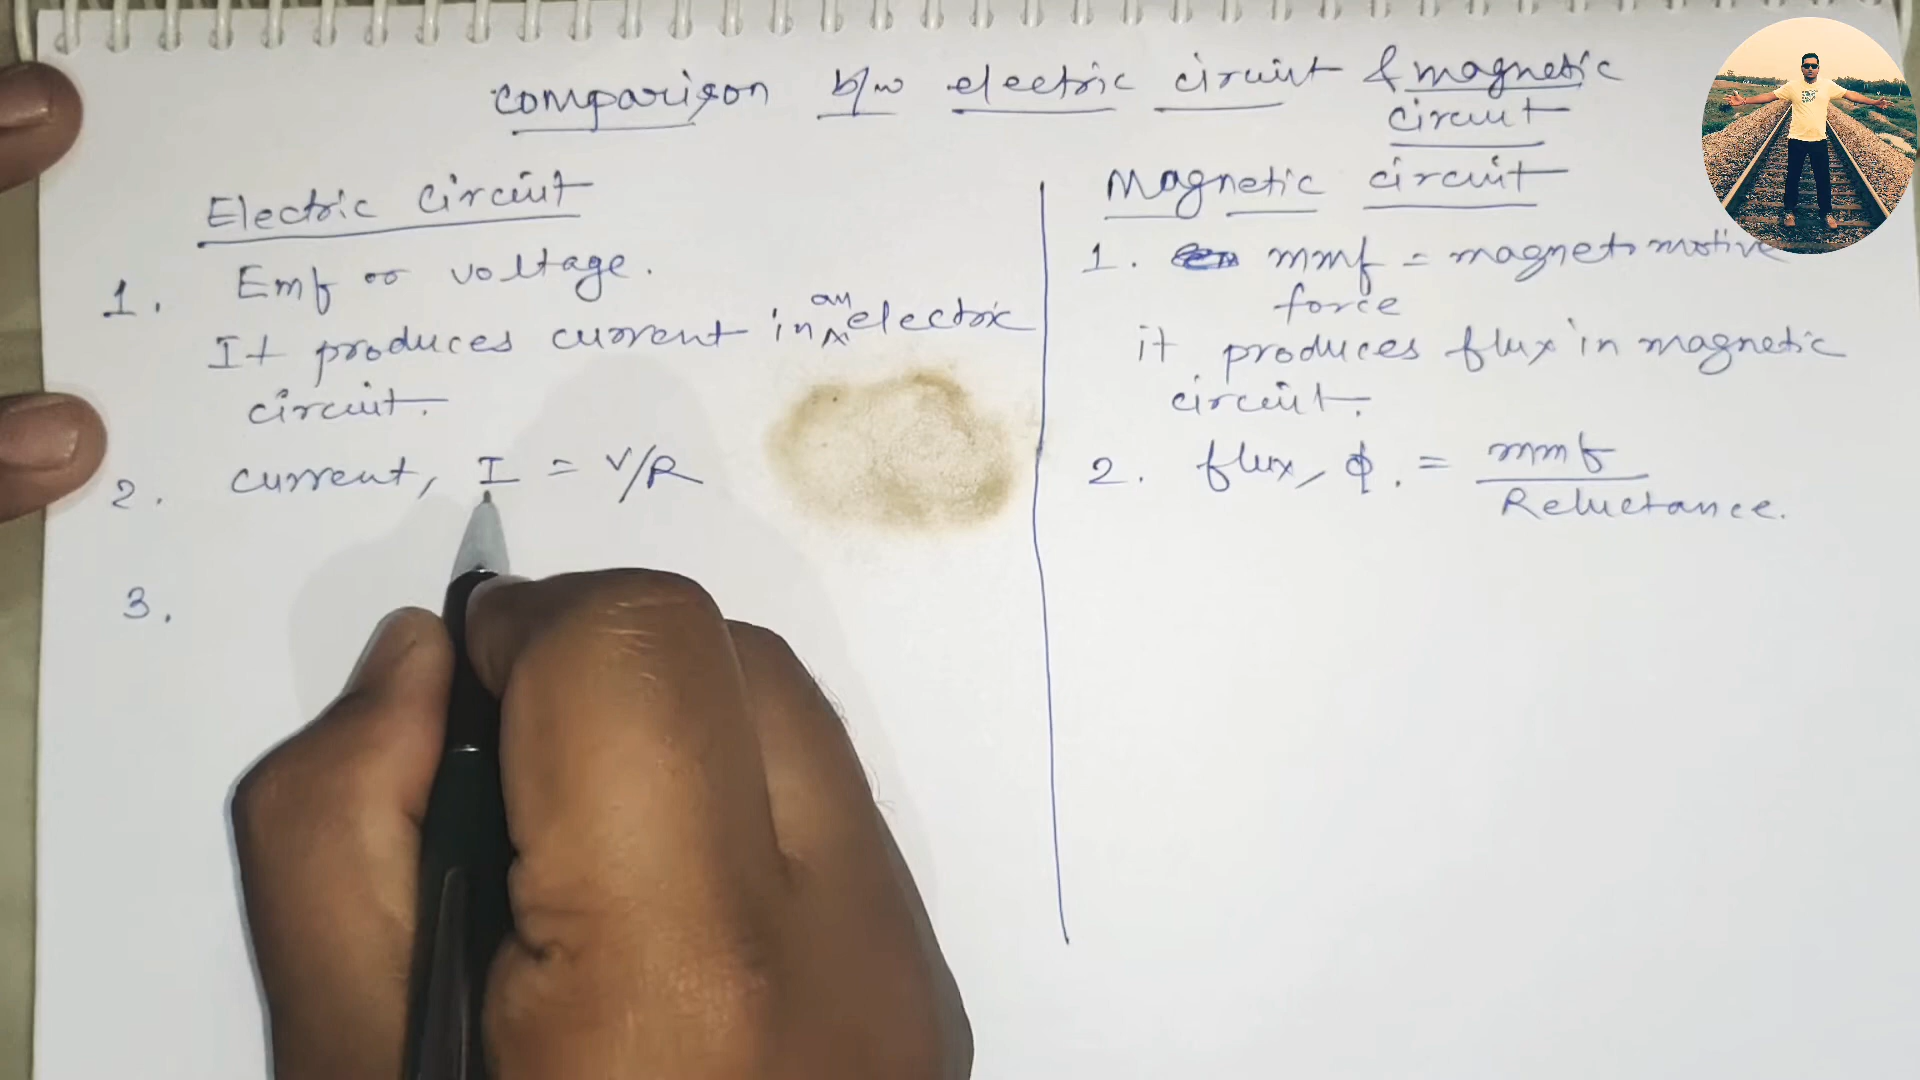 comparison b/w electric circuit & magnetic
circuit
Electric circuit
1. Emf or voltage.
It produces current in an electric
circuit.
2. current, I = V/R
3.
Magnetic circuit
1. mmf = magneto motive
force
it produces flux in magnetic
circuit.
2. flux, ϕ. = mmf
Reluctance.